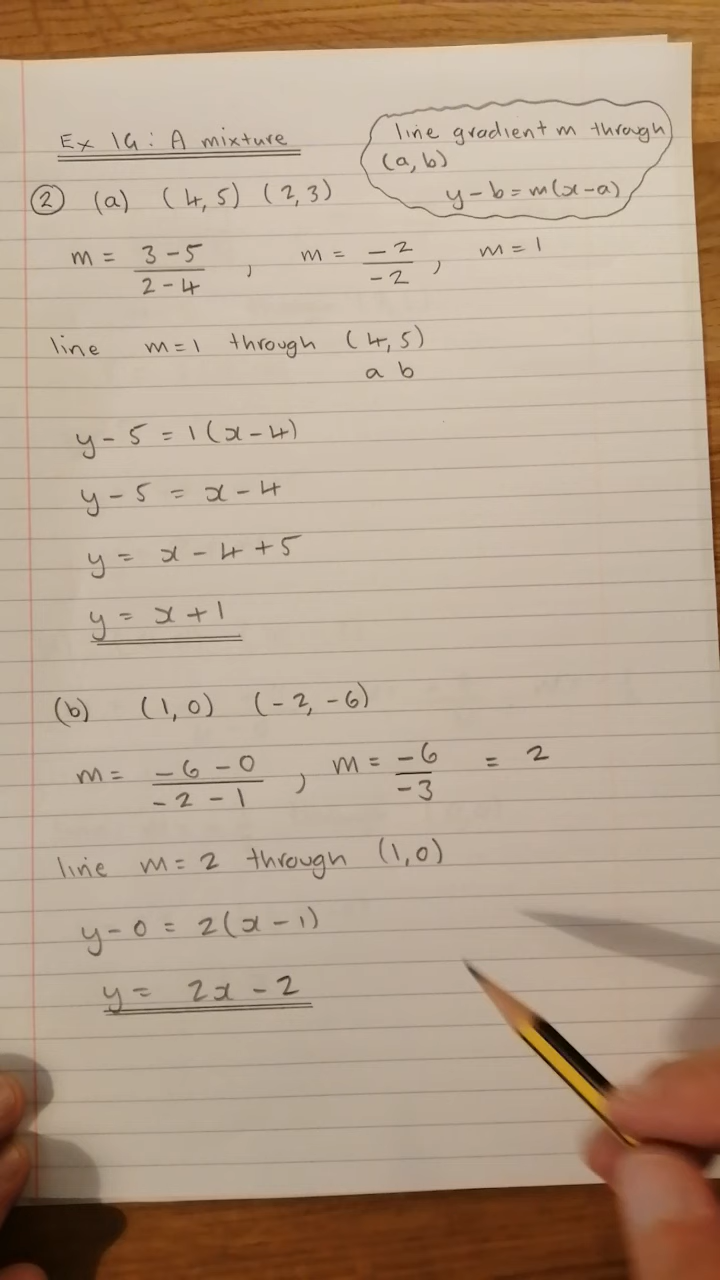 Ex 1G: A mixture
line gradient m through
(a, b)
y - b = m(x - a)
② (a) (4, 5) (2, 3)
m = 3 - 5 / 2 - 4 , m = -2 / -2 , m = 1
line m = 1 through (4, 5)
a b
y - 5 = 1(x - 4)
y - 5 = x - 4
y = x - 4 + 5
y = x + 1
(b) (1, 0) (-2, -6)
m = -6 - 0 / -2 - 1 , m = -6 / -3 = 2
line m = 2 through (1, 0)
y - 0 = 2(x - 1)
y = 2x - 2